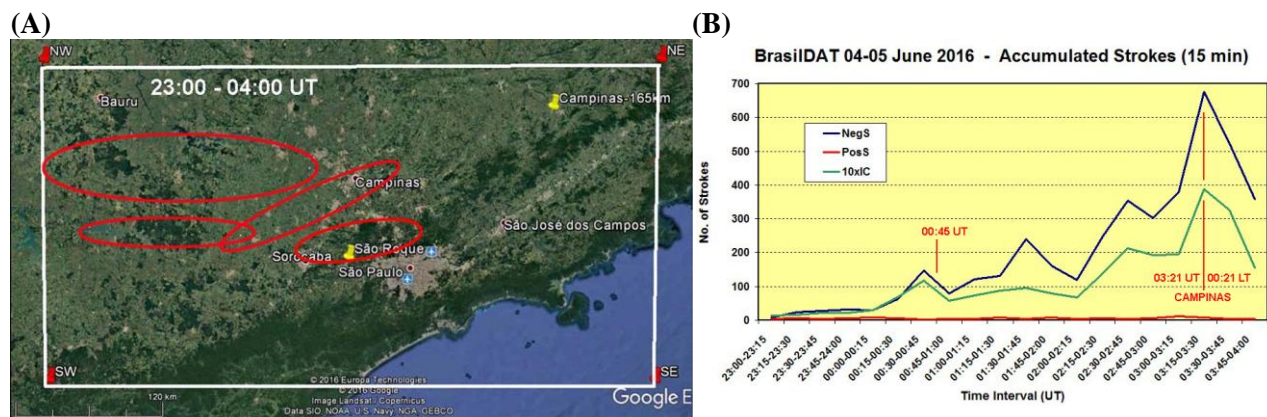 (A)
NW
NE
23:00 - 04:00 UT
Bauru
Campinas-165km
Campinas
São José dos Campos
Sorocaba
São Roque
São Paulo
SW
SE
© 2016 Europa Technologies
© 2016 Google
Image Landsat / Copernicus
Data SIO, NOAA, U.S. Navy, NGA, GEBCO
120 km
Google E
(B)
BrasilDAT 04-05 June 2016 - Accumulated Strokes (15 min)
700
600
500
400
300
200
100
0
No. of Strokes
NegS
PosS
10xIC
00:45 UT
03:21 UT
00:21 LT
CAMPINAS
23:00-23:15
23:15-23:30
23:30-23:45
23:45-24:00
00:00-00:15
00:15-00:30
00:30-00:45
00:45-01:00
01:00-01:15
01:15-01:30
01:30-01:45
01:45-02:00
02:00-02:15
02:15-02:30
02:30-02:45
02:45-03:00
03:00-03:15
03:15-03:30
03:30-03:45
03:45-04:00
Time Interval (UT)